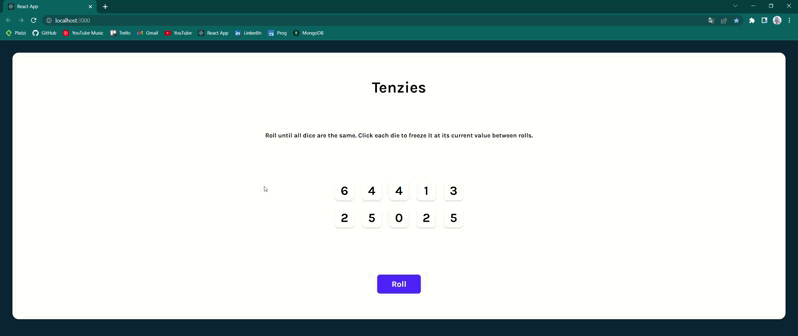 React App
localhost:3000
Platzi GitHub YouTube Music Trello Gmail YouTube React App LinkedIn Prog MongoDB
Tenzies
Roll until all dice are the same. Click each die to freeze it at its current value between rolls.
6 4 4 1 3
2 5 0 2 5
Roll